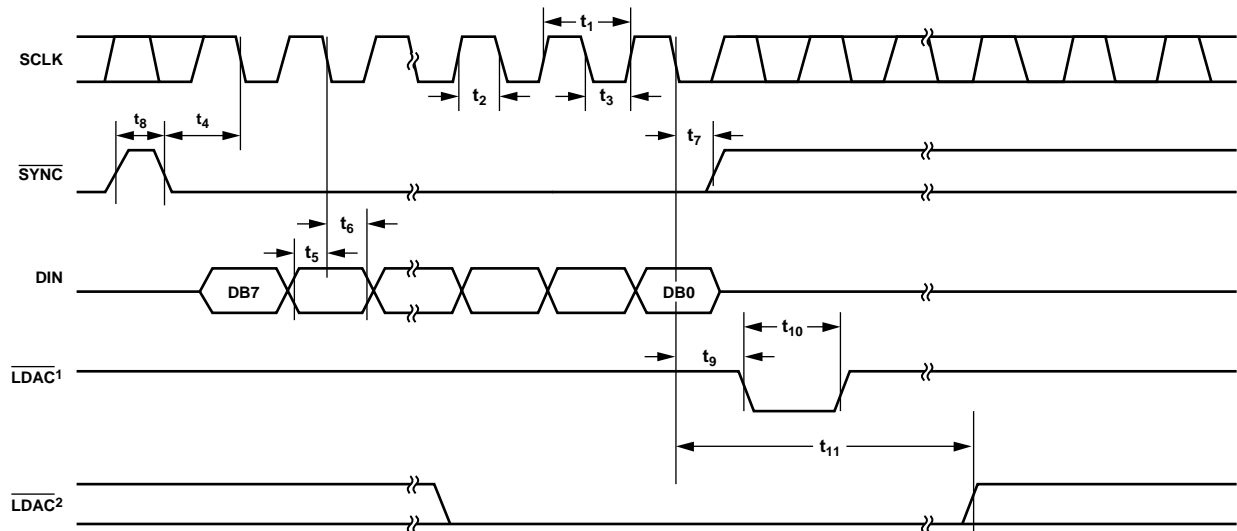 t1
SCLK
t2
t3
t8
t4
t7
SYNC
t6
t5
DIN
DB7
DB0
t10
t9
LDAC1
t11
LDAC2